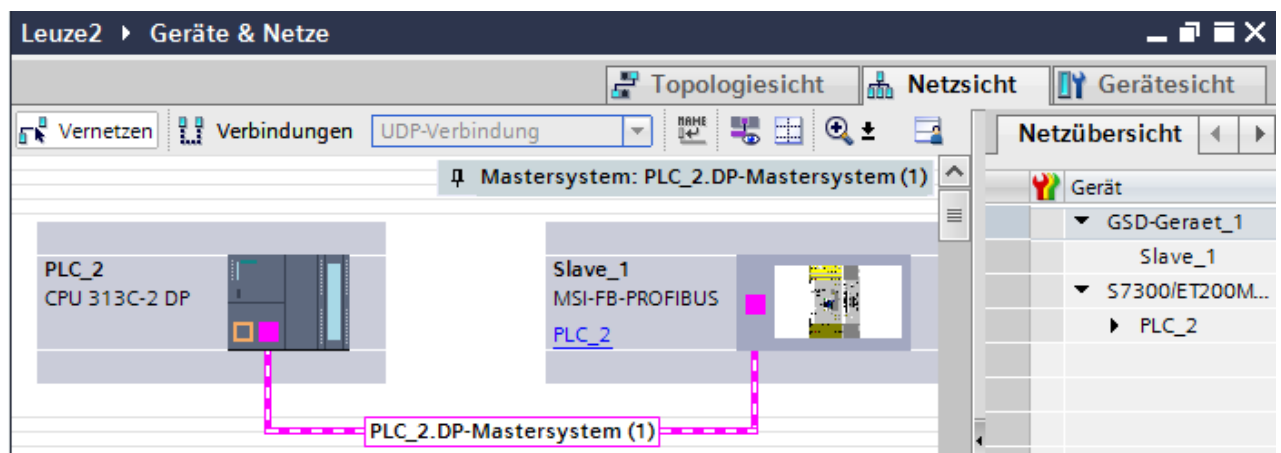 Leuze2 ▸ Geräte & Netze
Topologiesicht Netzsicht Gerätesicht
Vernetzen Verbindungen UDP-Verbindung NAME Netzübersicht
Mastersystem: PLC_2.DP-Mastersystem (1)
Gerät
GSD-Geraet_1
Slave_1
S7300/ET200M...
PLC_2
PLC_2
CPU 313C-2 DP
Slave_1
MSI-FB-PROFIBUS
PLC_2
PLC_2.DP-Mastersystem (1)